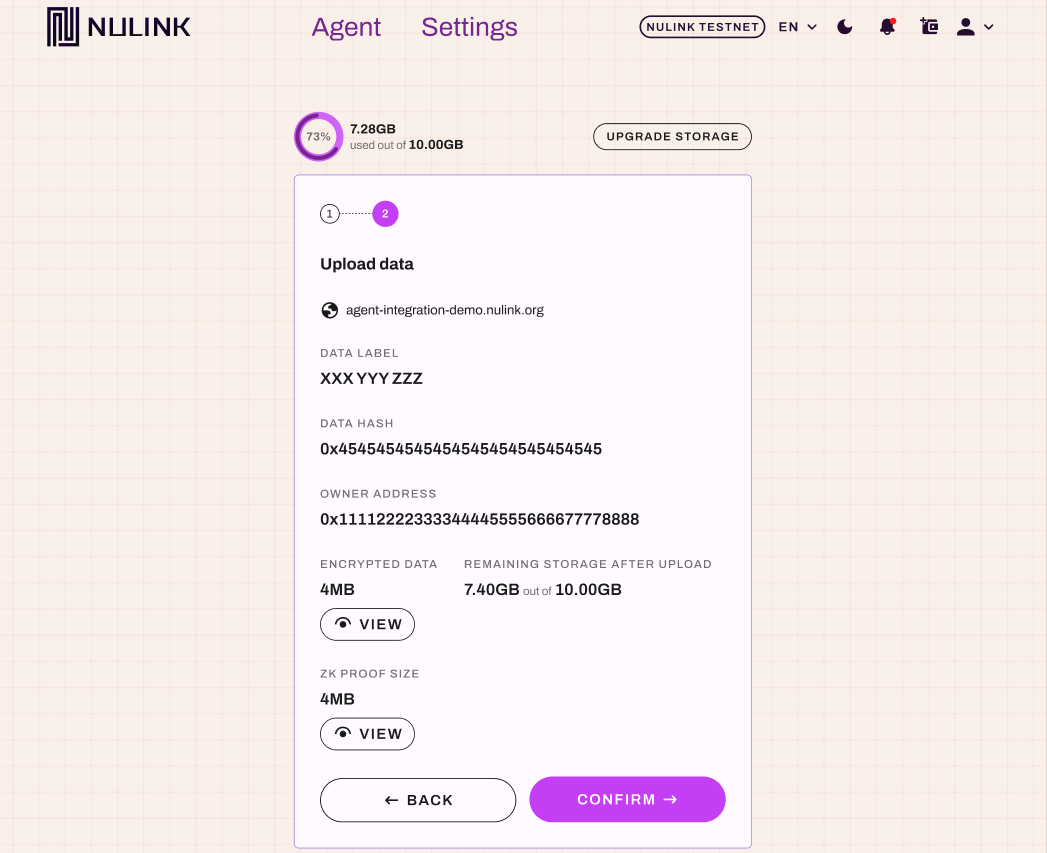 NULINK
Agent Settings
NULINK TESTNET EN
73%
7.28GB
used out of 10.00GB
UPGRADE STORAGE
1 2
Upload data
agent-integration-demo.nulink.org
DATA LABEL
XXX YYY ZZZ
DATA HASH
0x4545454545454545454545454545
OWNER ADDRESS
0x11112222333344445555666677778888
ENCRYPTED DATA REMAINING STORAGE AFTER UPLOAD
4MB 7.40GB out of 10.00GB
VIEW
ZK PROOF SIZE
4MB
VIEW
← BACK CONFIRM →